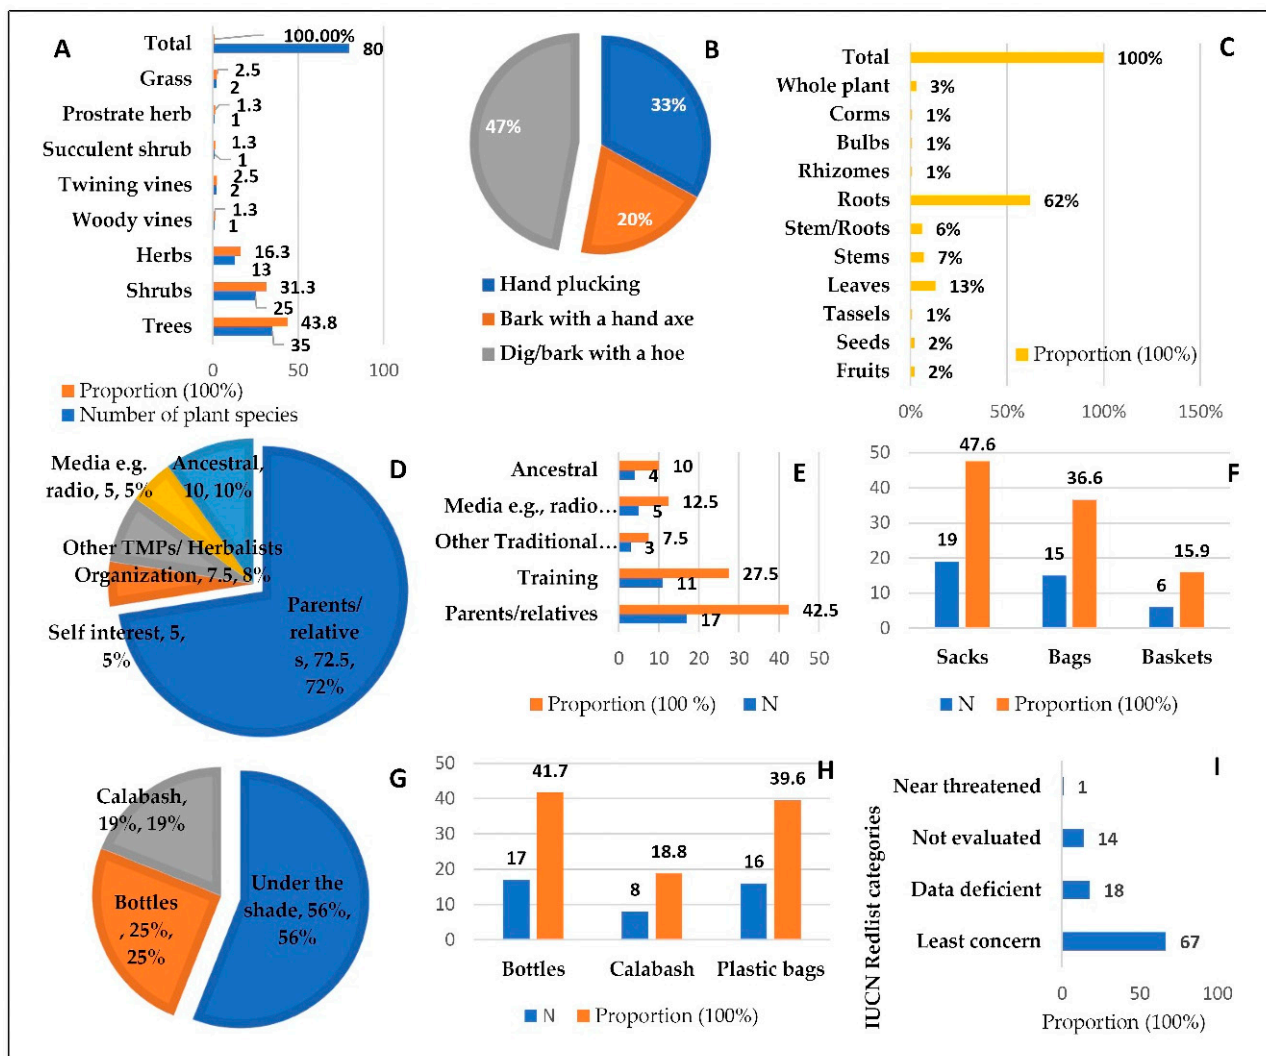 A
Total
100.00%
80
Grass
2.5
2
Prostrate herb
1.3
1
Succulent shrub
1.3
1
Twining vines
2.5
2
Woody vines
1.3
1
Herbs
16.3
13
Shrubs
31.3
25
Trees
43.8
35
0
50
100
Proportion (100%)
Number of plant species
B
33%
47%
20%
Hand plucking
Bark with a hand axe
Dig/bark with a hoe
C
Total
100%
Whole plant
3%
Corms
1%
Bulbs
1%
Rhizomes
1%
Roots
62%
Stem/Roots
6%
Stems
7%
Leaves
13%
Tassels
1%
Seeds
2%
Fruits
2%
Proportion (100%)
0%
50%
100%
150%
D
Media e.g.
radio, 5, 5%
Ancestral,
10, 10%
Other TMPs/ Herbalists
Organization, 7.5, 8%
Self interest, 5,
5%
Parents/
relative
s, 72.5,
72%
E
Ancestral
10
4
Media e.g., radio…
12.5
5
Other Traditional…
7.5
3
Training
27.5
11
Parents/relatives
42.5
17
0 10 20 30 40 50
Proportion (100 %)
N
F
50
40
30
20
10
0
19
47.6
15
36.6
6
15.9
Sacks
Bags
Baskets
N
Proportion (100%)
G
Calabash,
19%, 19%
Bottles
, 25%,
25%
Under the
shade, 56%,
56%
H
50
40
30
20
10
0
17
41.7
8
18.8
16
39.6
Bottles
Calabash
Plastic bags
N
Proportion (100%)
I
IUCN Redlist categories
Near threatened
1
Not evaluated
14
Data deficient
18
Least concern
67
0
50
100
Proportion (100%)